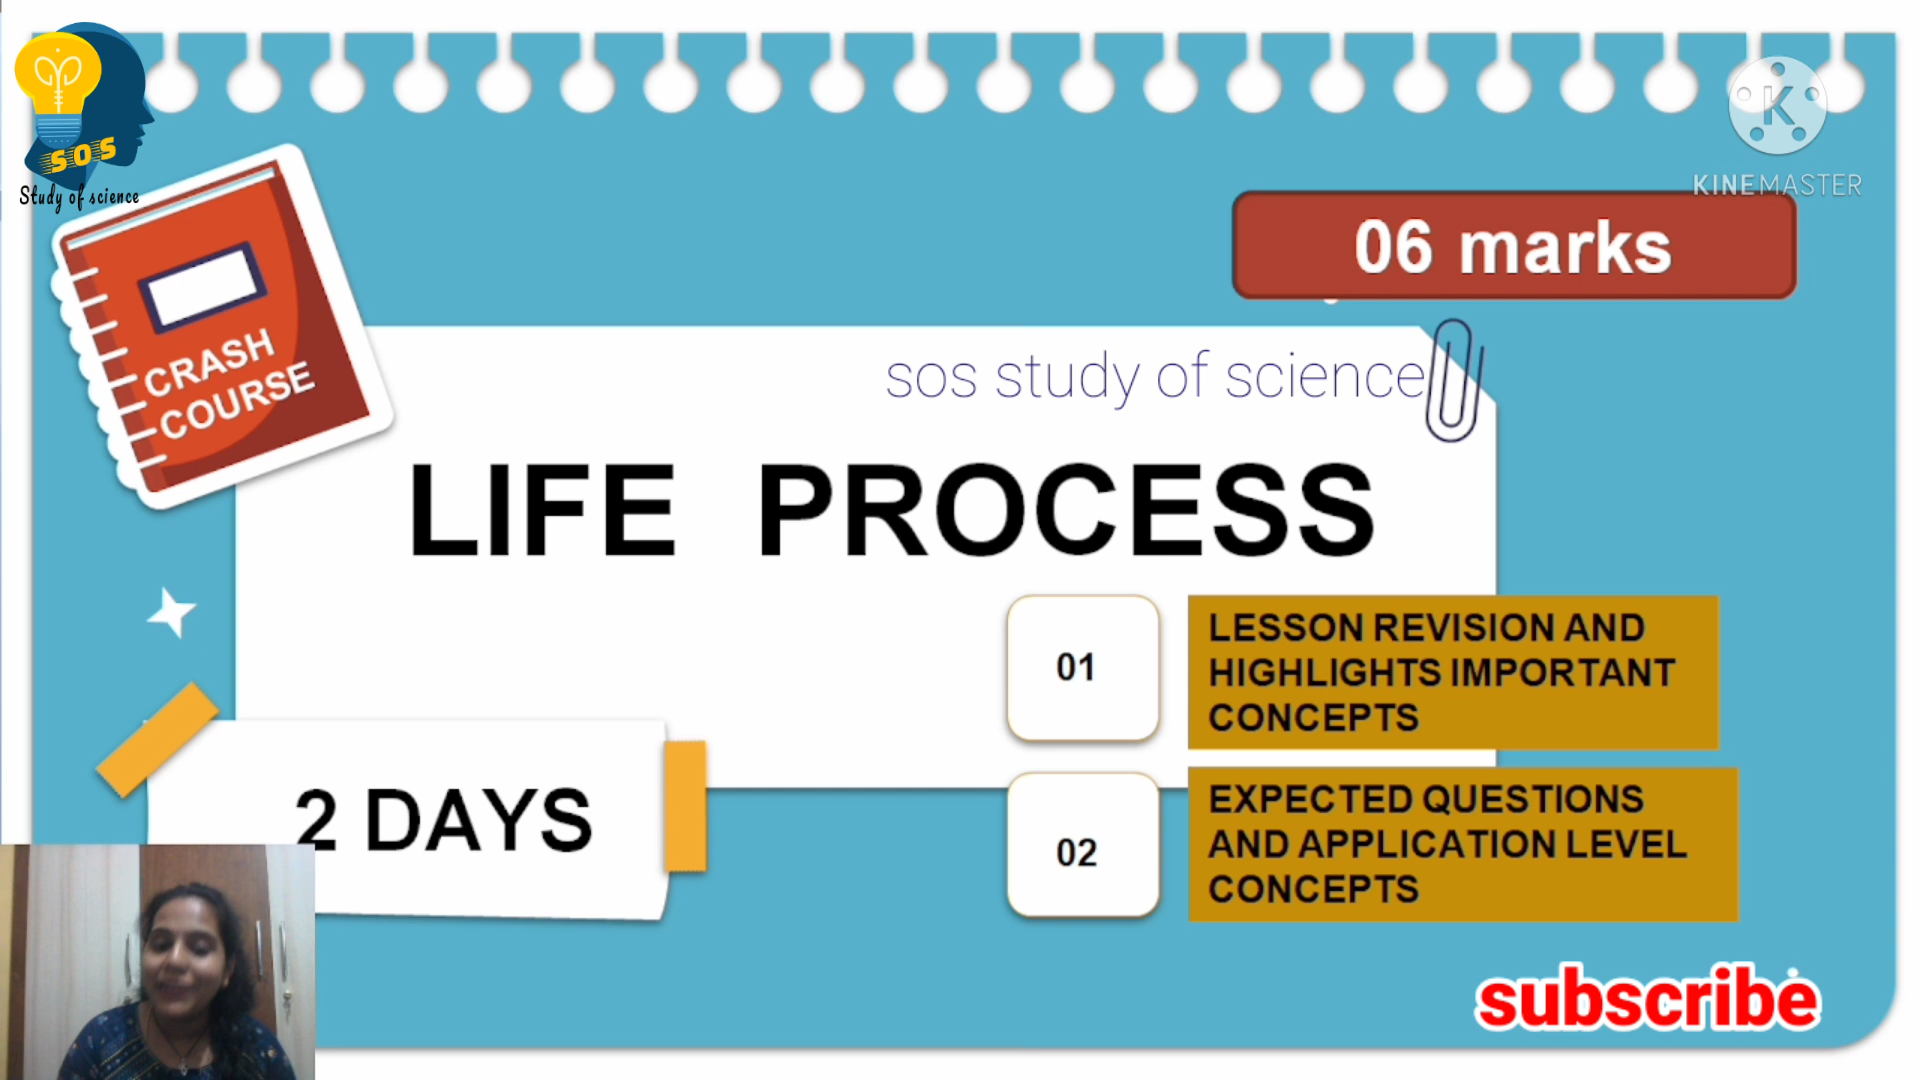 SOS
Study of science
KINEMASTER
06 marks
CRASH
COURSE
sos study of science
LIFE PROCESS
01
LESSON REVISION AND
HIGHLIGHTS IMPORTANT
CONCEPTS
2 DAYS
02
EXPECTED QUESTIONS
AND APPLICATION LEVEL
CONCEPTS
subscribe